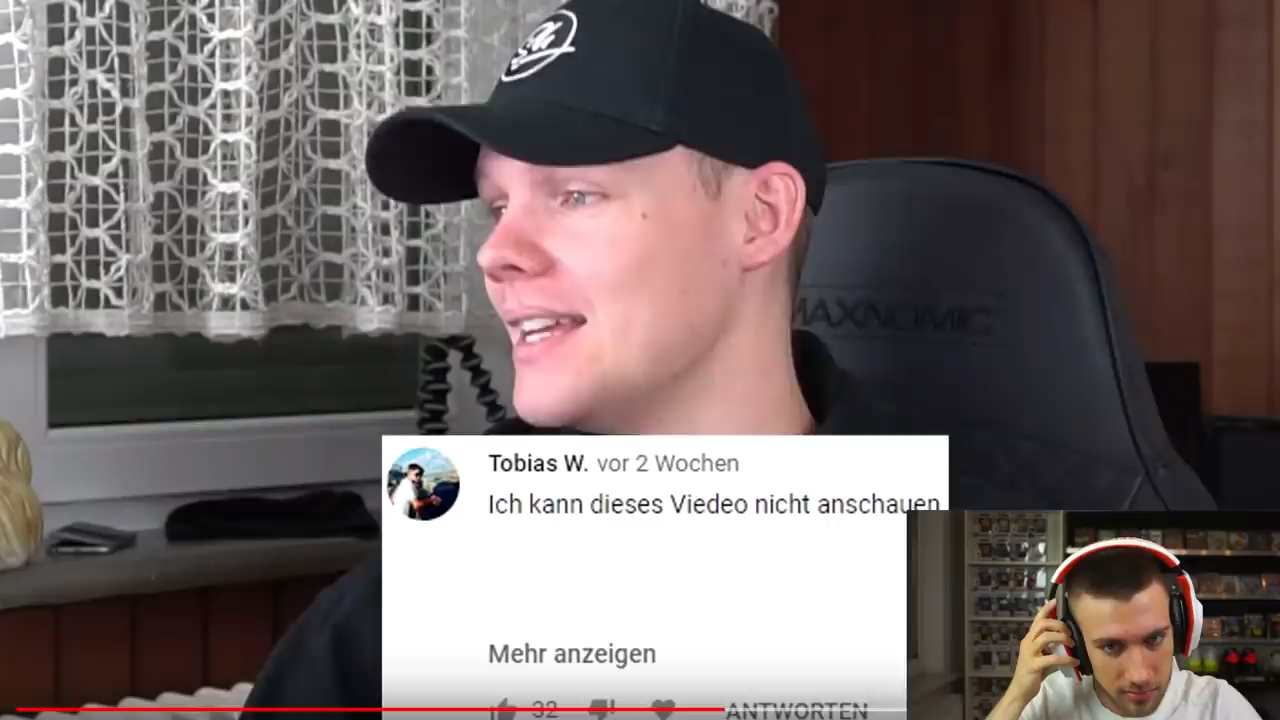 MAXNOMIC
Tobias W. vor 2 Wochen
Ich kann dieses Viedeo nicht anschauen
Mehr anzeigen
32
ANTWORTEN